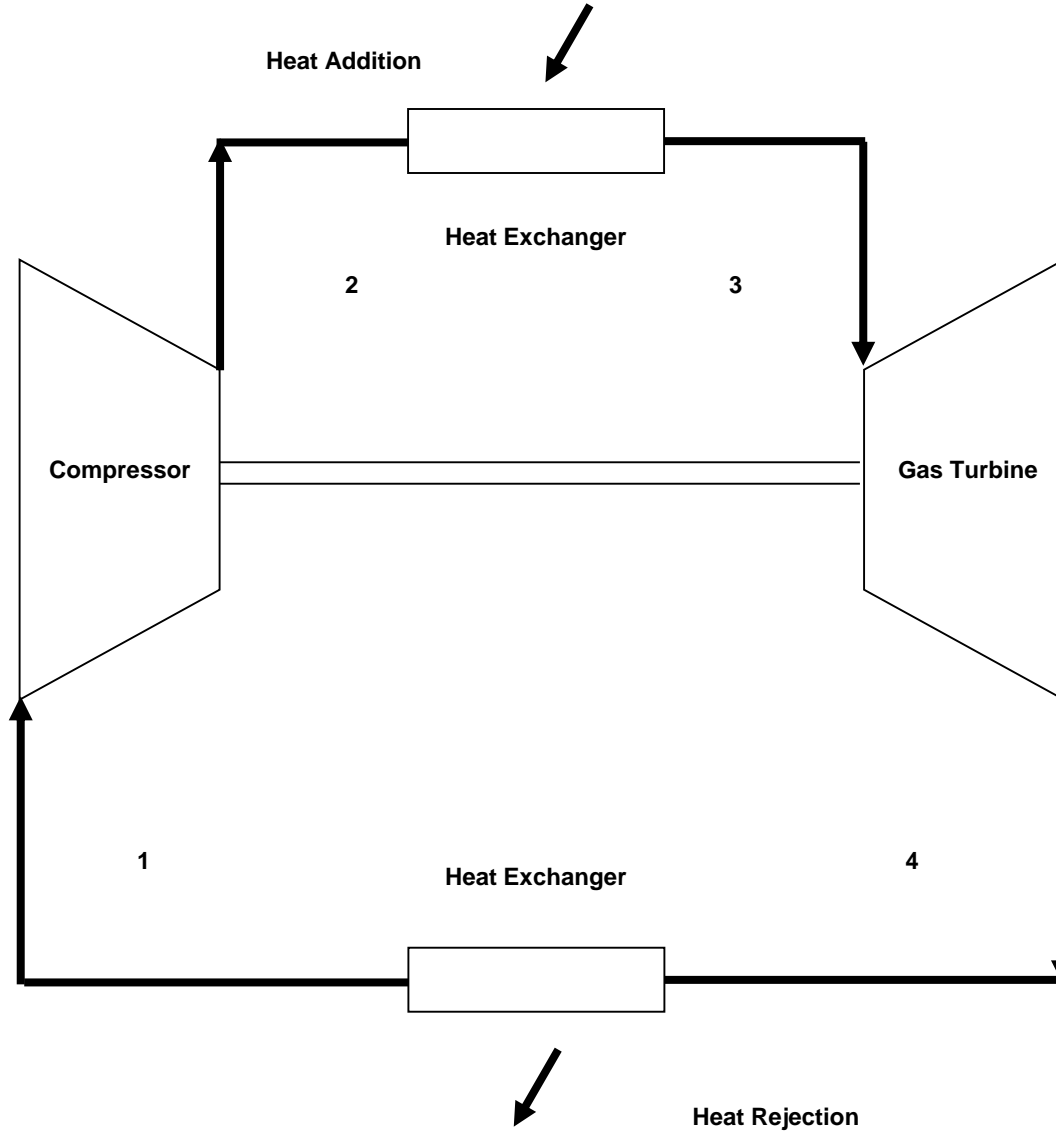 Heat Addition
Heat Exchanger
2
3
Compressor
Gas Turbine
1
4
Heat Exchanger
Heat Rejection